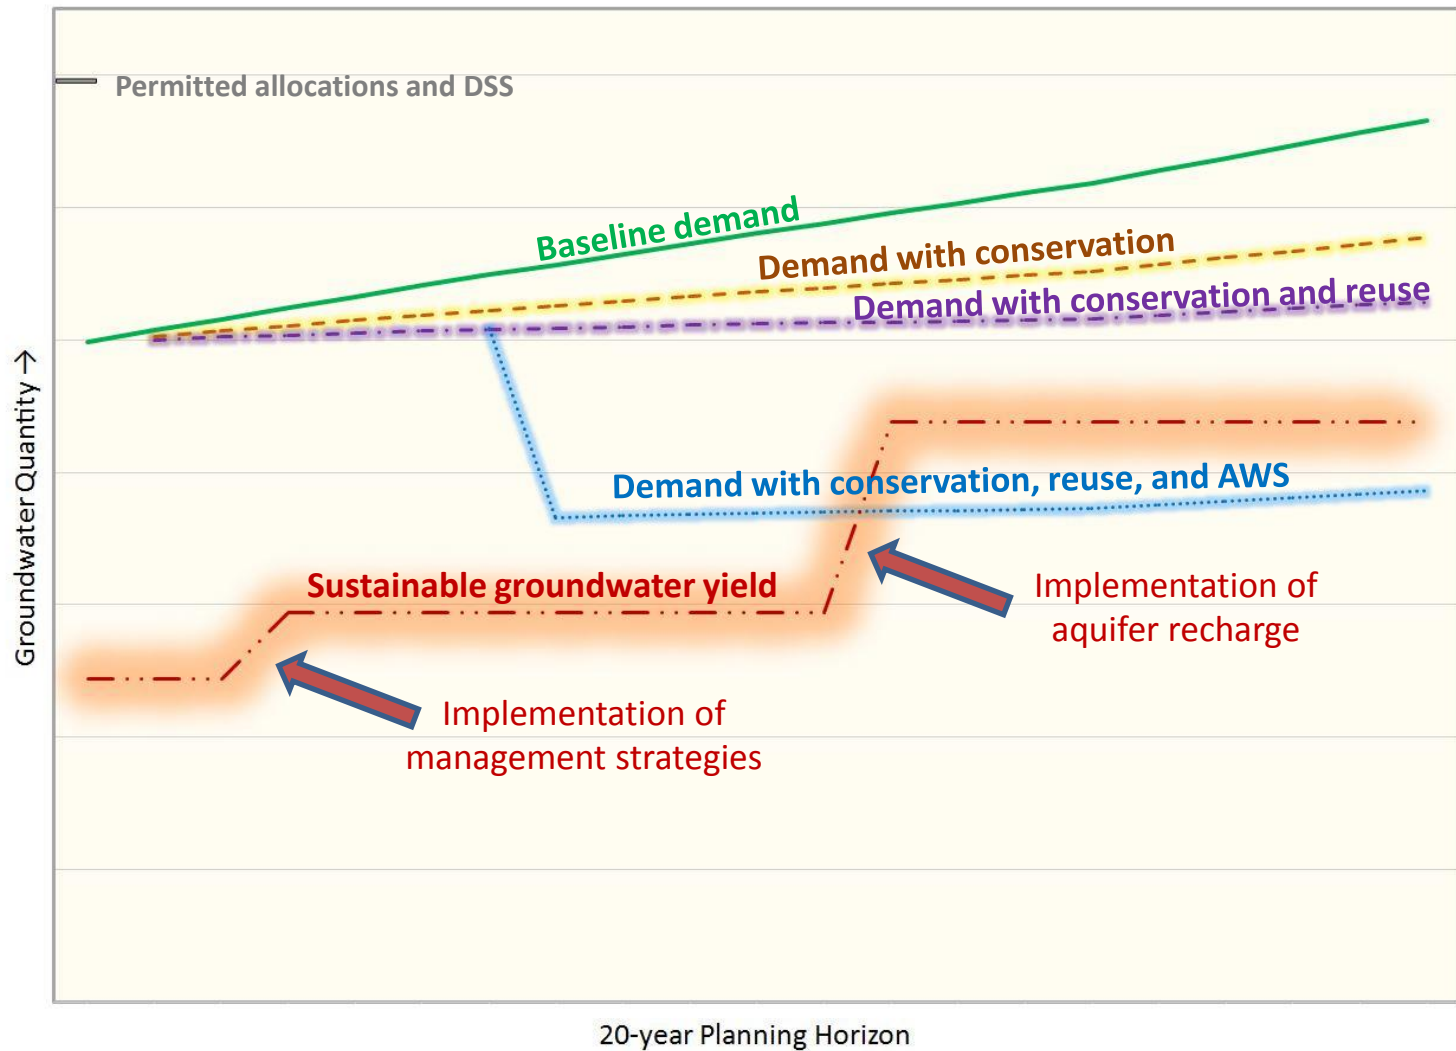 Permitted allocations and DSS
Baseline demand
Demand with conservation
Demand with conservation and reuse
Groundwater Quantity →
Demand with conservation, reuse, and AWS
Sustainable groundwater yield
Implementation of
aquifer recharge
Implementation of
management strategies
20-year Planning Horizon